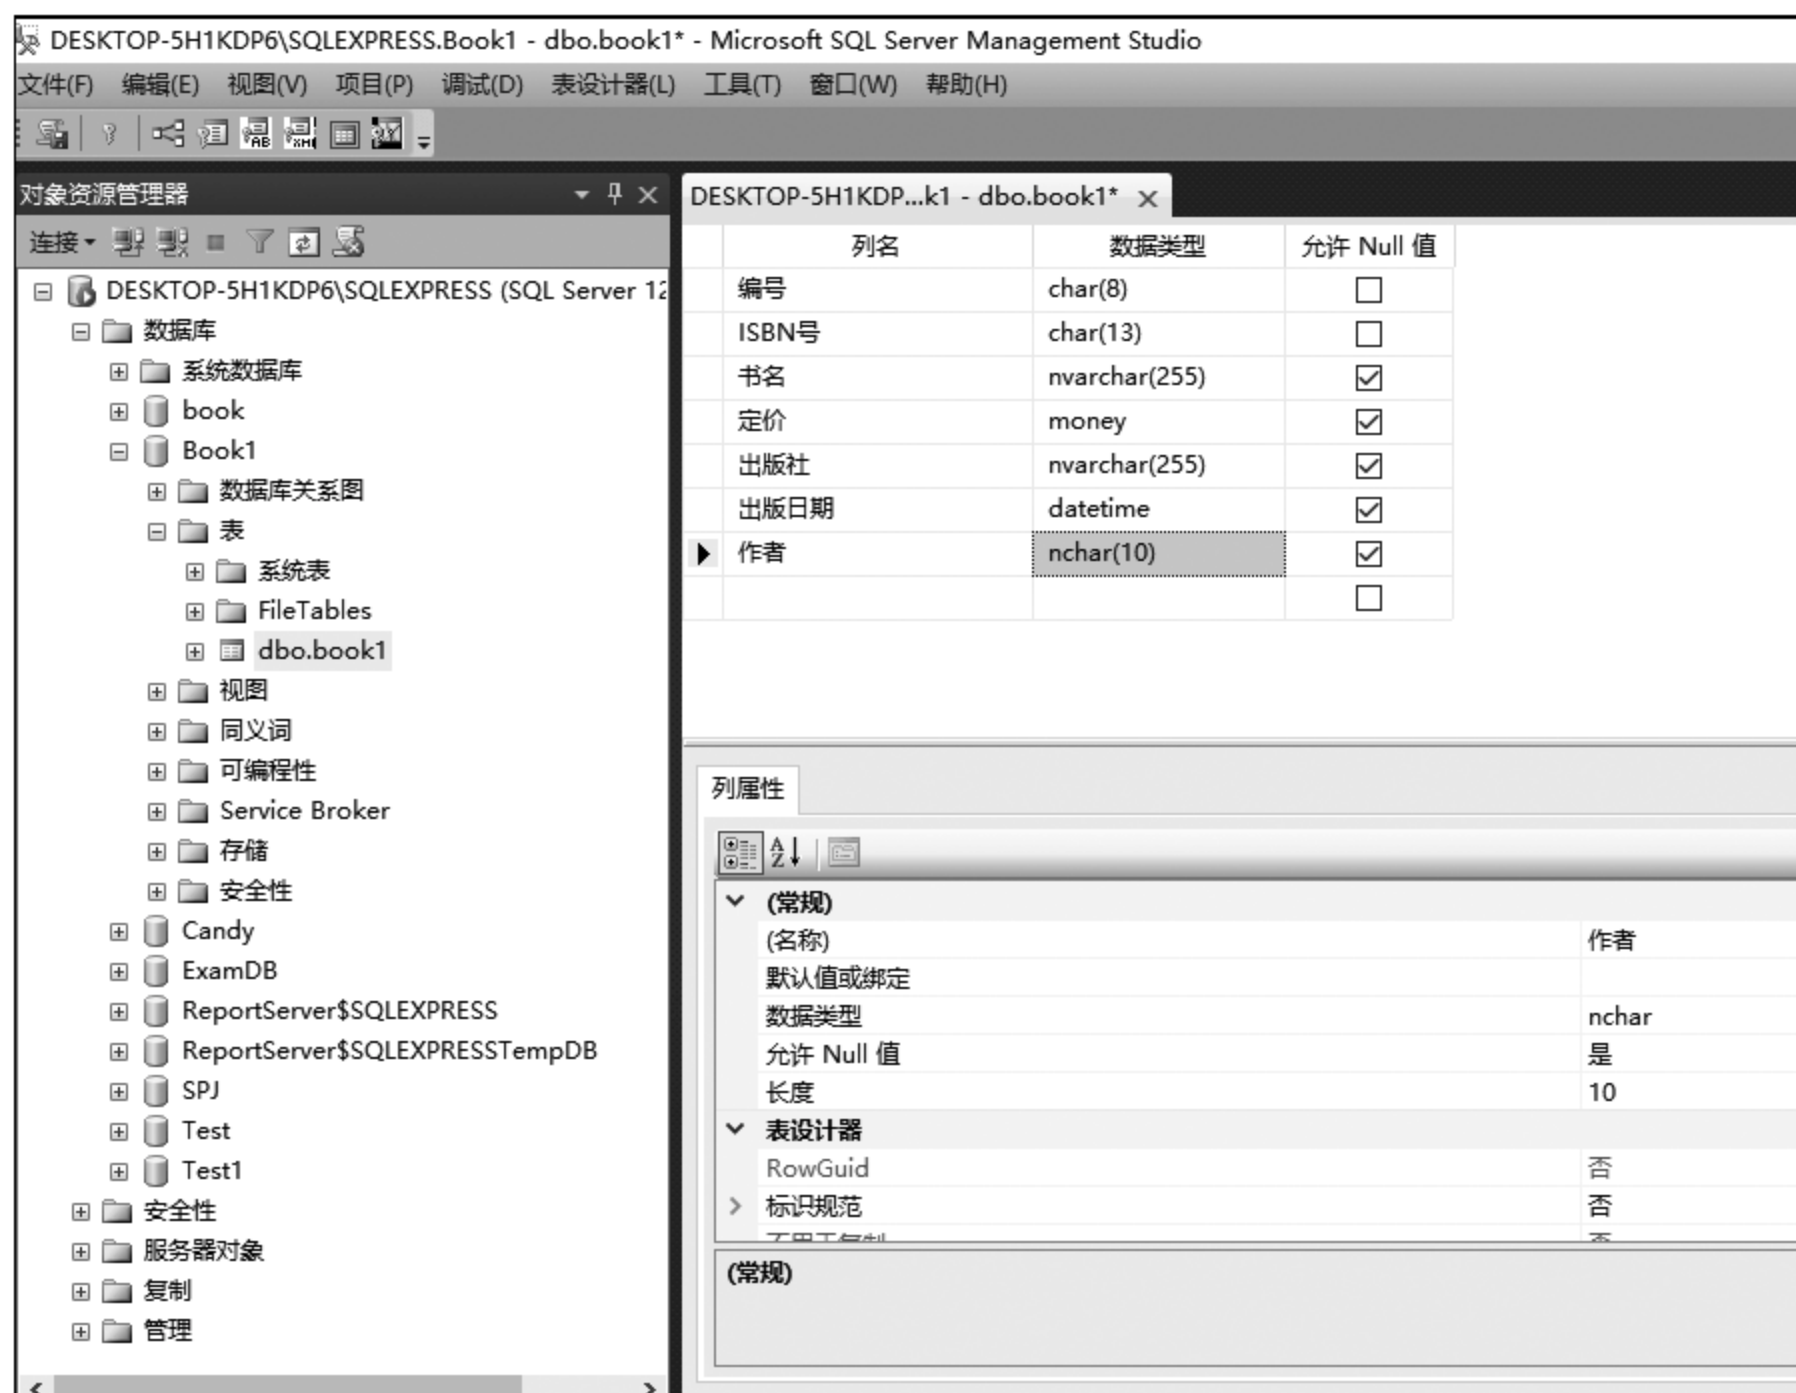 DESKTOP-5H1KDP6\SQLEXPRESS.Book1 - dbo.book1* - Microsoft SQL Server Management Studio
文件(F) 编辑(E) 视图(V) 项目(P) 调试(D) 表设计器(L) 工具(T) 窗口(W) 帮助(H)
对象资源管理器
连接
DESKTOP-5H1KDP6\SQLEXPRESS (SQL Server 12
数据库
系统数据库
book
Book1
数据库关系图
表
系统表
FileTables
dbo.book1
视图
同义词
可编程性
Service Broker
存储
安全性
Candy
ExamDB
ReportServer$SQLEXPRESS
ReportServer$SQLEXPRESSTempDB
SPJ
Test
Test1
安全性
服务器对象
复制
管理
DESKTOP-5H1KDP...k1 - dbo.book1*
列名 数据类型 允许 Null 值
编号 char(8)
ISBN号 char(13)
书名 nvarchar(255)
定价 money
出版社 nvarchar(255)
出版日期 datetime
作者 nchar(10)
列属性
(常规)
(名称) 作者
默认值或绑定
数据类型 nchar
允许 Null 值 是
长度 10
表设计器
RowGuid 否
标识规范 否
(常规)